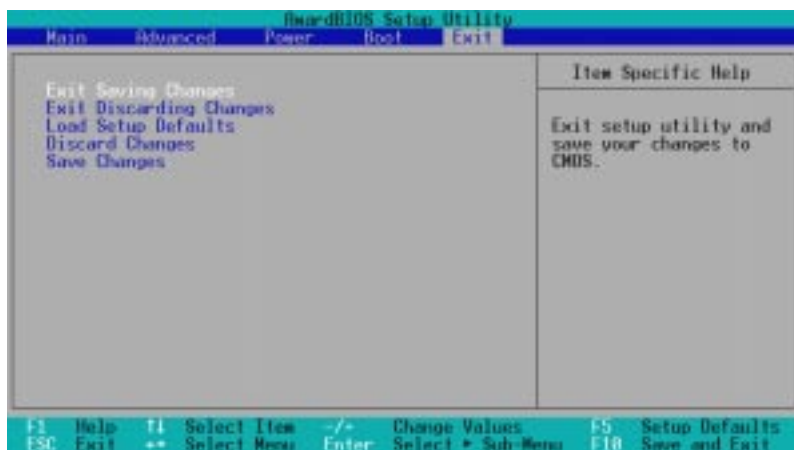 AwardBIOS Setup Utility
Main Advanced Power Boot Exit
Item Specific Help
Exit Saving Changes
Exit Discarding Changes
Load Setup Defaults
Discard Changes
Save Changes
Exit setup utility and
save your changes to
CMOS.
F1 Help ↑↓ Select Item -/+ Change Values F5 Setup Defaults
ESC Exit ←→ Select Menu Enter Select ► Sub-Menu F10 Save and Exit